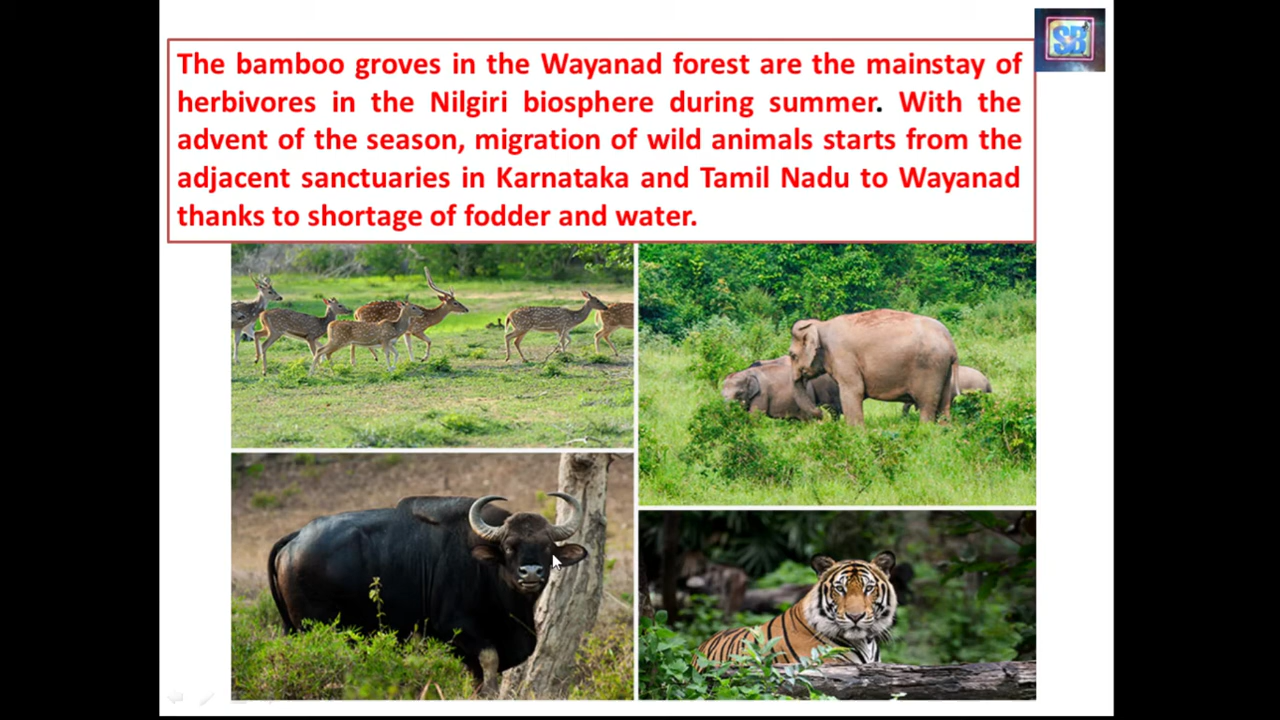 SB
The bamboo groves in the Wayanad forest are the mainstay of
herbivores in the Nilgiri biosphere during summer. With the
advent of the season, migration of wild animals starts from the
adjacent sanctuaries in Karnataka and Tamil Nadu to Wayanad
thanks to shortage of fodder and water.